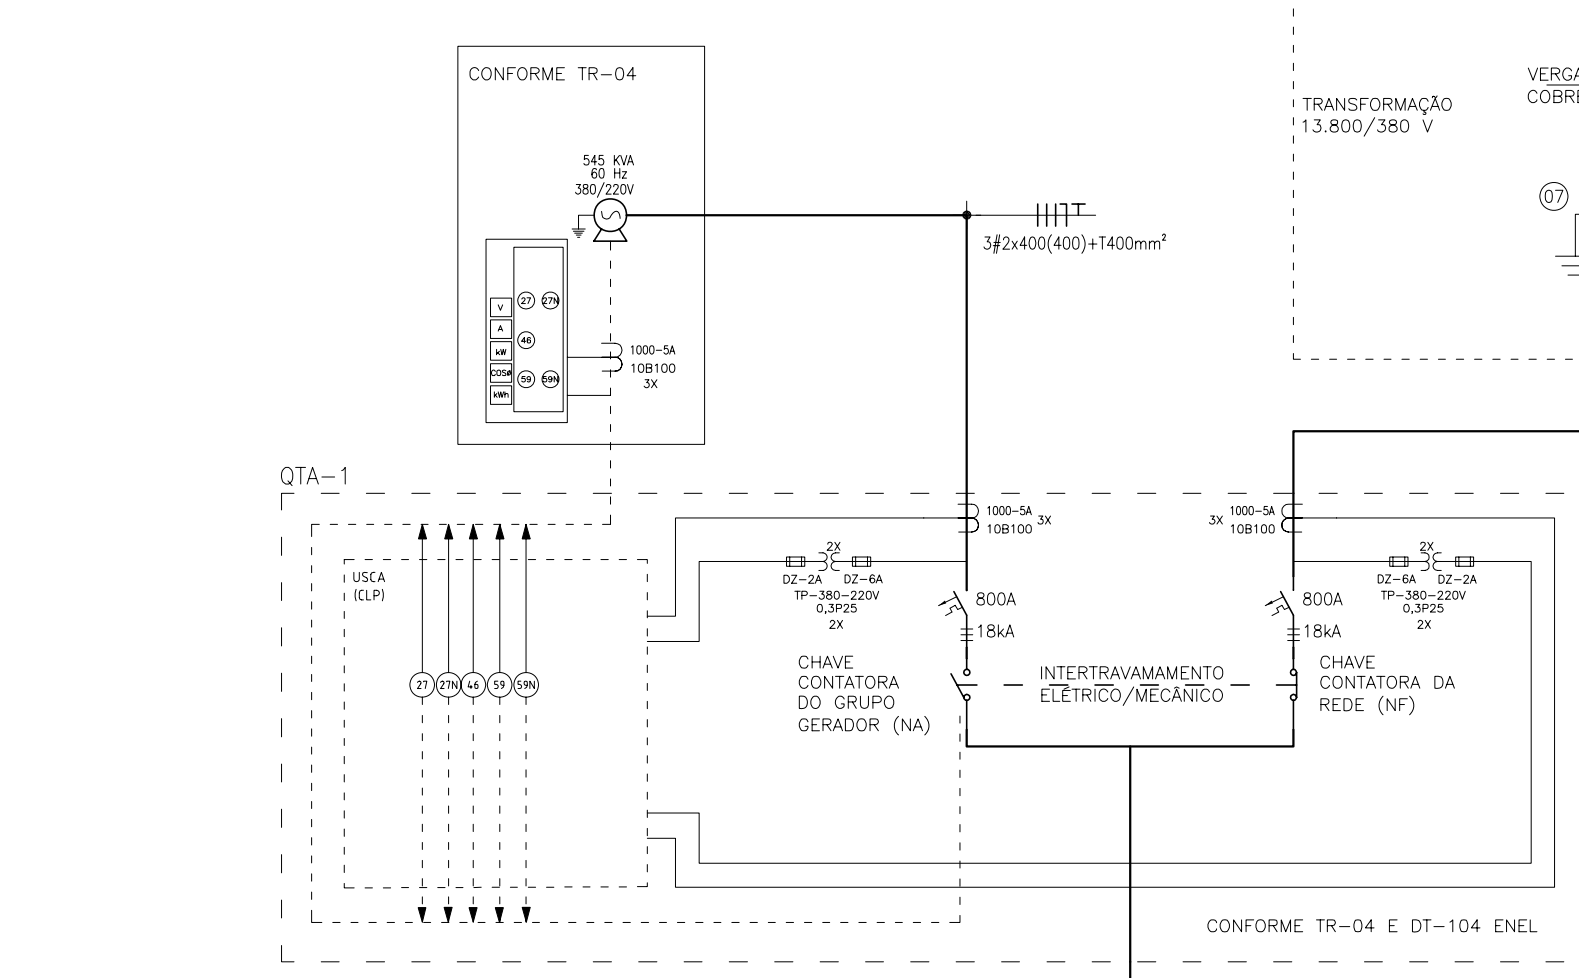 CONFORME TR-04
545 KVA
60 Hz
380/220V
V
A
kW
COSø
kWh
27
27N
46
59
59N
1000-5A
10B100
3X
3#2x400(400)+T400mm²
TRANSFORMAÇÃO
13.800/380 V
VERGA
COBRE
07
QTA-1
USCA
(CLP)
27
27N
46
59
59N
1000-5A
10B100
3X
2X
DZ-2A
DZ-6A
TP-380-220V
0,3P25
2X
800A
18kA
CHAVE
CONTATORA
DO GRUPO
GERADOR (NA)
INTERTRAVAMAMENTO
ELÉTRICO/MECÂNICO
1000-5A
10B100
3X
2X
DZ-6A
DZ-2A
TP-380-220V
0,3P25
2X
800A
18kA
CHAVE
CONTATORA DA
REDE (NF)
CONFORME TR-04 E DT-104 ENEL